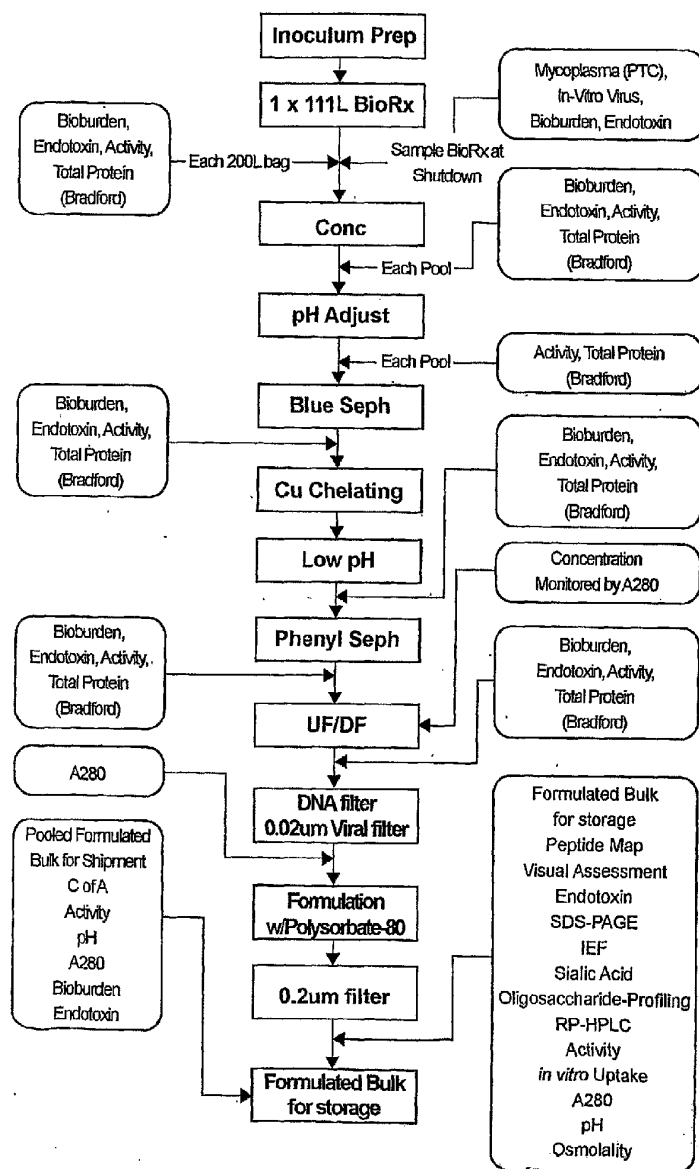 Inoculum Prep
1 x 111L BioRx
Mycoplasma (PTC),
In-Vitro Virus,
Bioburden, Endotoxin
Bioburden,
Endotoxin, Activity,
Total Protein
(Bradford)
Each 200L bag
Sample BioRx at
Shutdown
Conc
Bioburden,
Endotoxin, Activity,
Total Protein
(Bradford)
Each Pool
pH Adjust
Each Pool
Activity, Total Protein
(Bradford)
Blue Seph
Bioburden,
Endotoxin, Activity,
Total Protein
(Bradford)
Cu Chelating
Bioburden,
Endotoxin, Activity,
Total Protein
(Bradford)
Low pH
Concentration
Monitored by A280
Phenyl Seph
Bioburden,
Endotoxin, Activity,
Total Protein
(Bradford)
Bioburden,
Endotoxin, Activity,
Total Protein
(Bradford)
UF/DF
A280
DNA filter
0.02um Viral filter
Pooled Formulated
Bulk for Shipment
C of A
Activity
pH
A280
Bioburden
Endotoxin
Formulation
w/Polysorbate-80
0.2um filter
Formulated Bulk
for storage
Peptide Map
Visual Assessment
Endotoxin
SDS-PAGE
IEF
Sialic Acid
Oligosaccharide-Profiling
RP-HPLC
Activity
in vitro Uptake
A280
pH
Osmolality
Formulated Bulk
for storage